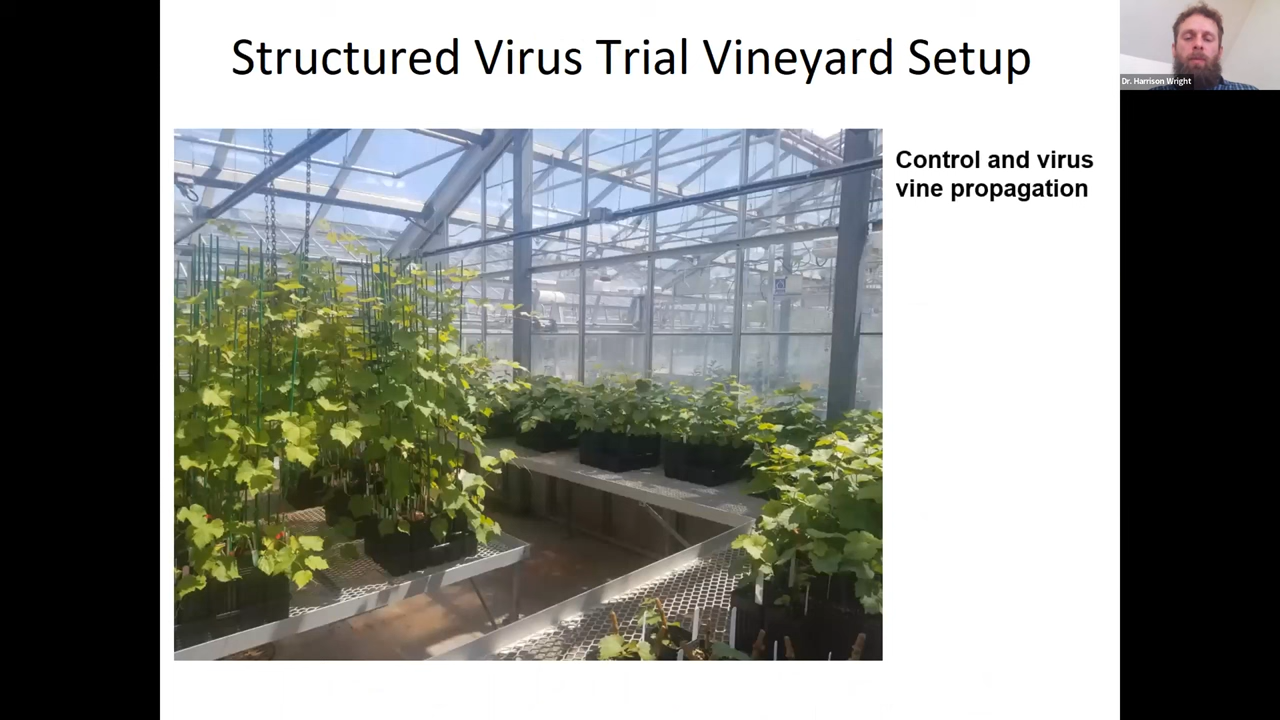 Structured Virus Trial Vineyard Setup
Dr. Harrison Wright
Control and virus
vine propagation